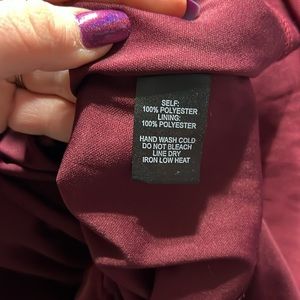 SELF:
100% POLYESTER
LINING:
100% POLYESTER
HAND WASH COLD
DO NOT BLEACH
LINE DRY
IRON LOW HEAT